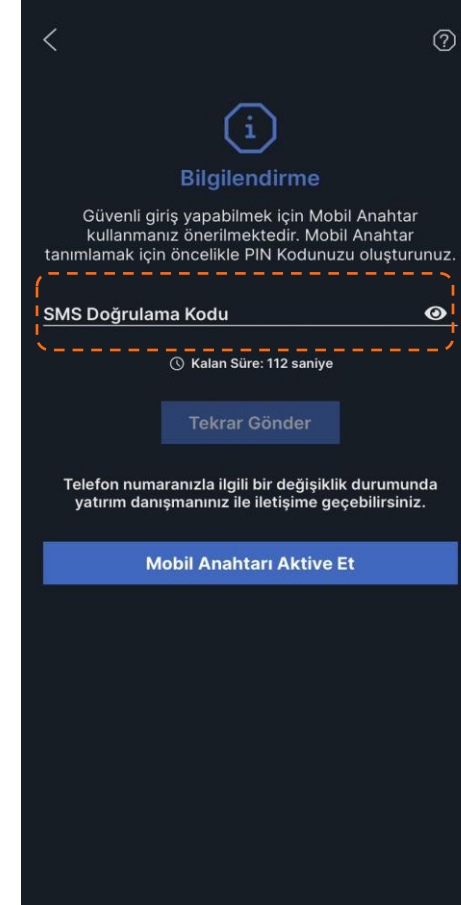 Bilgilendirme
Güvenli giriş yapabilmek için Mobil Anahtar
kullanmanız önerilmektedir. Mobil Anahtar
tanımlamak için öncelikle PIN Kodunuzu oluşturunuz.
SMS Doğrulama Kodu
Kalan Süre: 112 saniye
Tekrar Gönder
Telefon numaranızla ilgili bir değişiklik durumunda
yatırım danışmanınız ile iletişime geçebilirsiniz.
Mobil Anahtarı Aktive Et